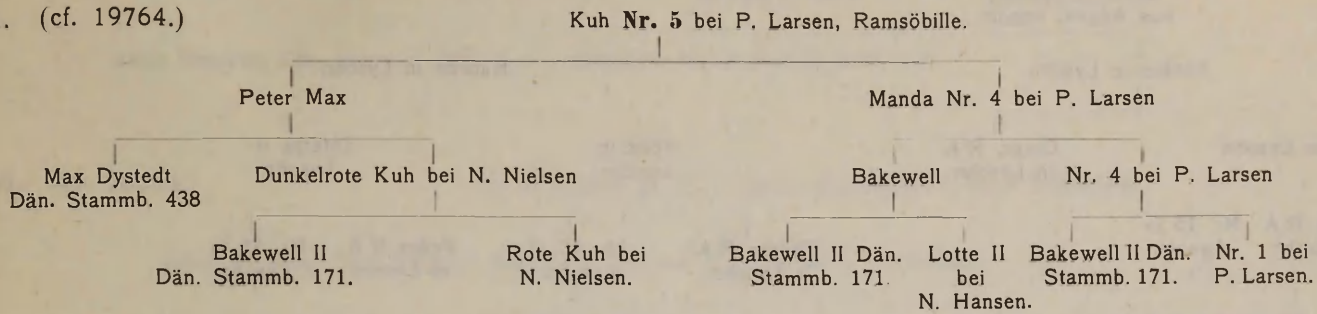 . (cf. 19764.) Kuh Nr. 5 bei P. Larsen, Ramsöbille.
Peter Max Manda Nr. 4 bei P. Larsen
Max Dystedt Dunkelrote Kuh bei N. Nielsen Bakewell Nr. 4 bei P. Larsen
Dän. Stammb. 438
Bakewell II Rote Kuh bei Bakewell II Dän. Lotte II Bakewell II Dän. Nr. 1 bei
Dän. Stammb. 171. N. Nielsen. Stammb. 171. bei Stammb. 171. P. Larsen.
N. Hansen.